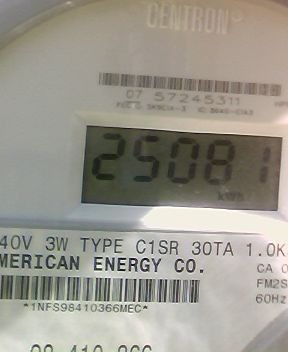 CENTRON®
07 57245311
25081
kWh
40V 3W TYPE C1SR 30TA 1.0K
MERICAN ENERGY CO.
CA 0
FM2S
60Hz
*1NFS98410366MEC*